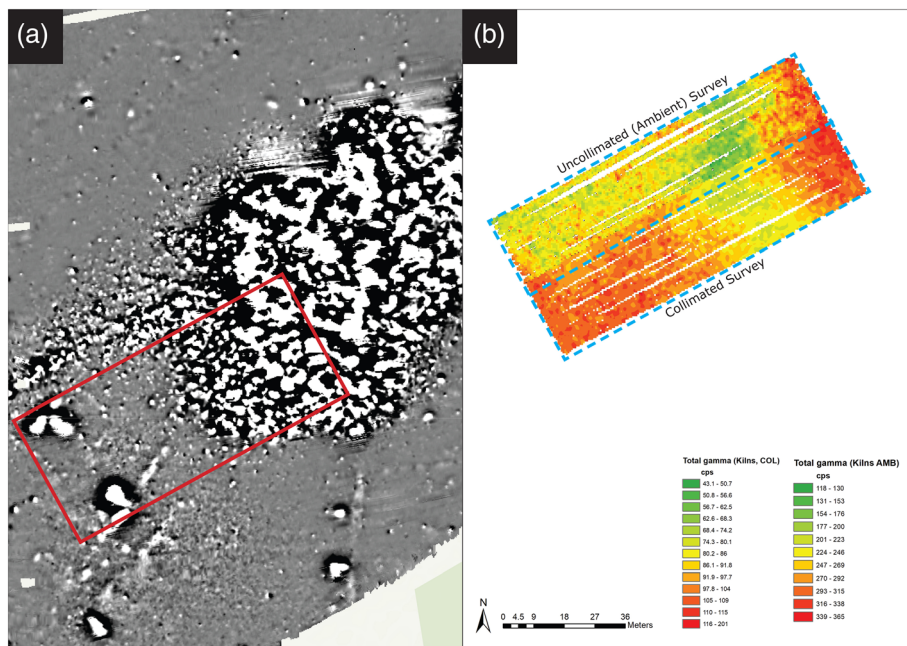 (a)
(b)
Uncollimated (Ambient) Survey
Collimated Survey
Total gamma (Kilns, COL)
cps
43.1 - 50.7
50.8 - 56.6
56.7 - 62.5
62.6 - 68.3
68.4 - 74.2
74.3 - 80.1
80.2 - 86
86.1 - 91.8
91.9 - 97.7
97.8 - 104
105 - 109
110 - 115
116 - 201
Total gamma (Kilns AMB)
cps
118 - 130
131 - 153
154 - 176
177 - 200
201 - 223
224 - 246
247 - 269
270 - 292
293 - 315
316 - 338
339 - 365
N
0 4.5 9 18 27 36
Meters